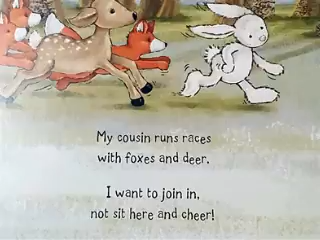 My cousin runs races
with foxes and deer.
I want to join in,
not sit here and cheer!